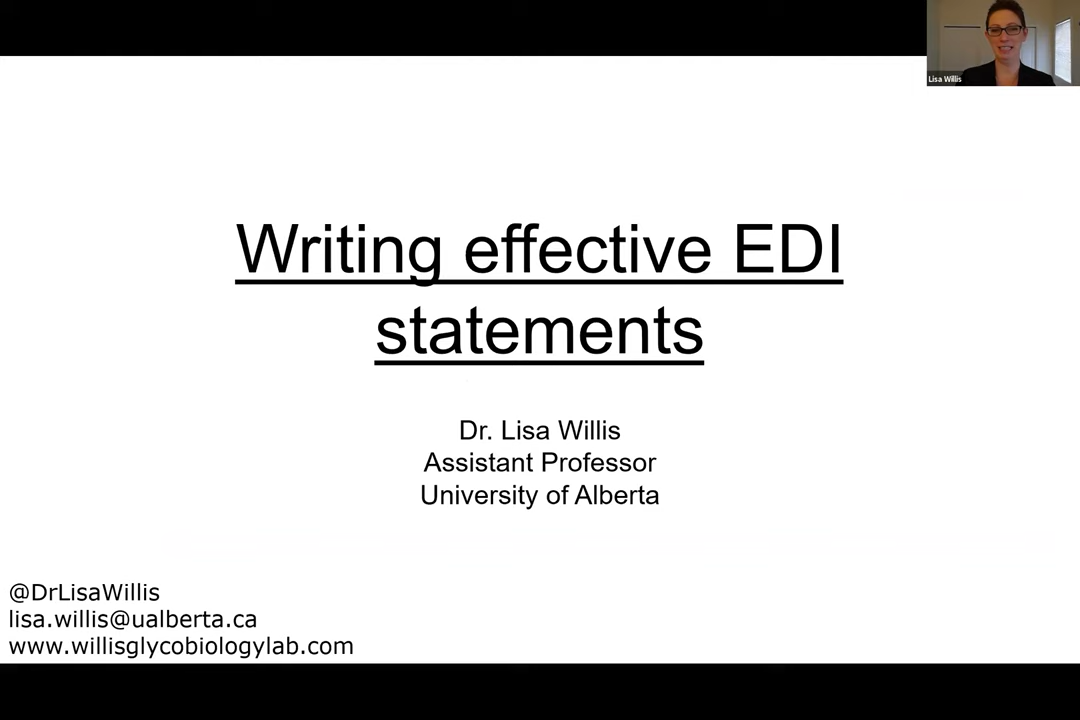 Lisa Willis
Writing effective EDI
statements
Dr. Lisa Willis
Assistant Professor
University of Alberta
@DrLisaWillis
lisa.willis@ualberta.ca
www.willisglycobiologylab.com